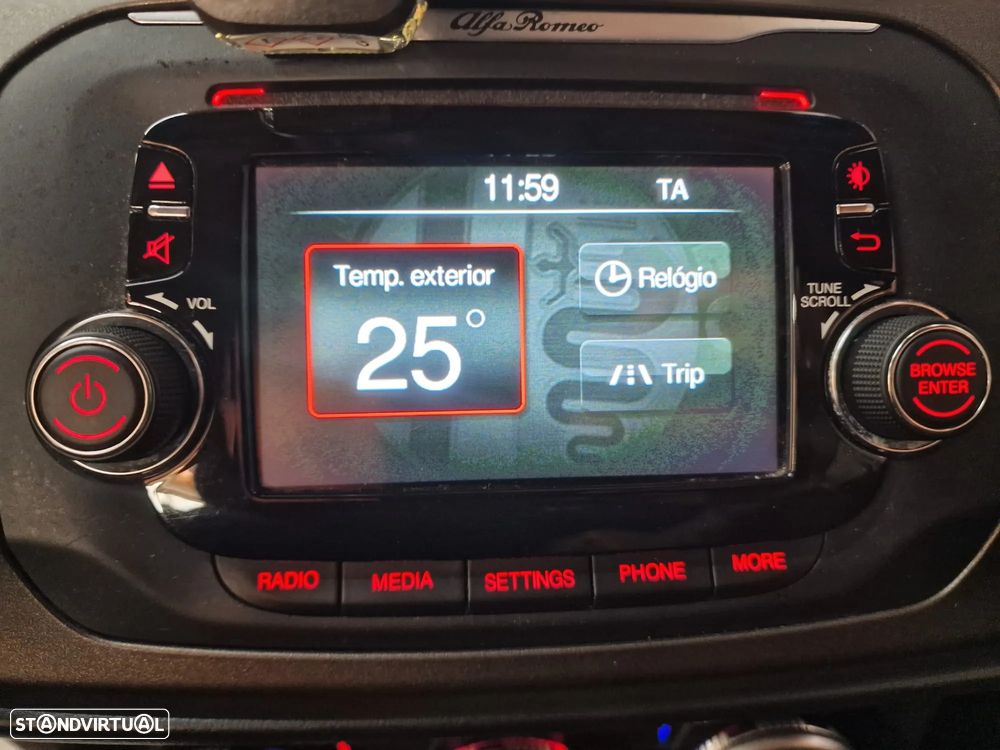 Alfa Romeo
11:59 TA
Temp. exterior
25°
Relógio
Trip
VOL
TUNE
SCROLL
BROWSE
ENTER
RADIO MEDIA SETTINGS PHONE MORE
STANDVIRTUAL